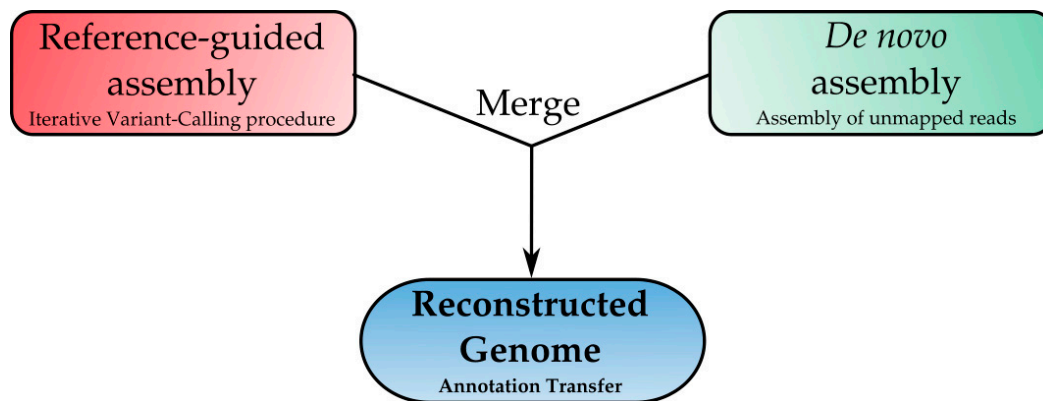 Reference-guided
assembly
Iterative Variant-Calling procedure
Merge
De novo
assembly
Assembly of unmapped reads
Reconstructed
Genome
Annotation Transfer